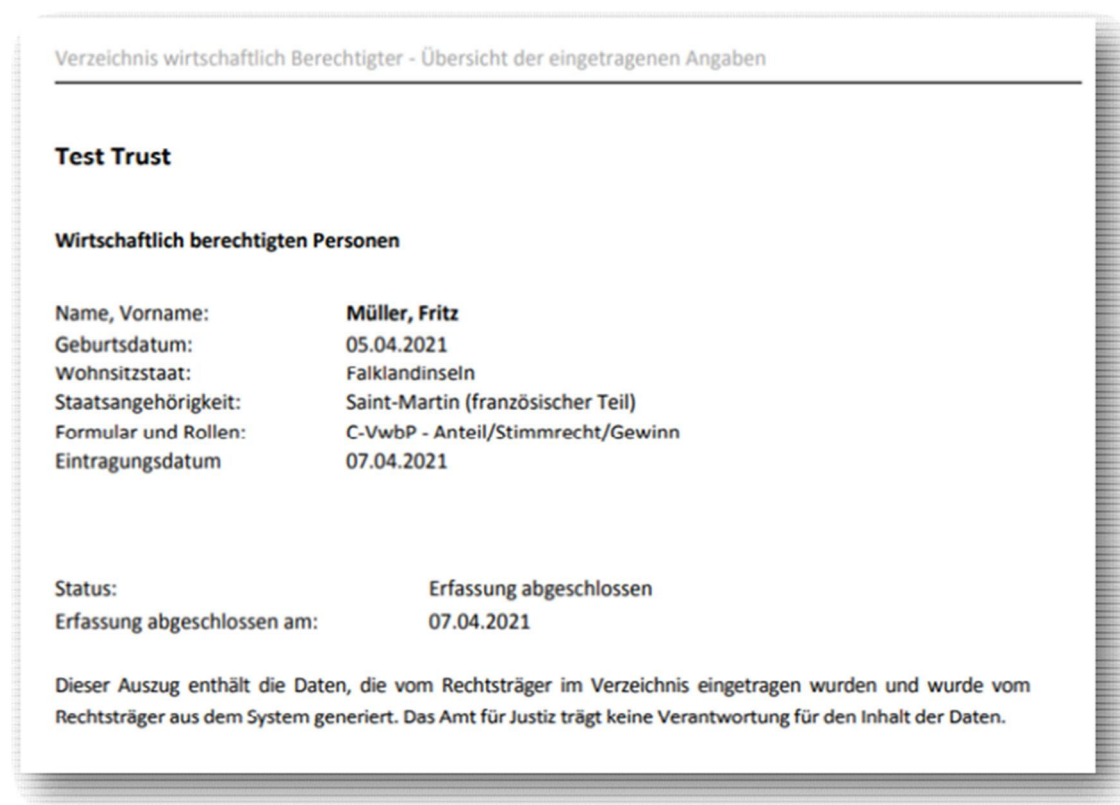 Verzeichnis wirtschaftlich Berechtigter - Übersicht der eingetragenen Angaben
Test Trust
Wirtschaftlich berechtigten Personen
Name, Vorname: Müller, Fritz
Geburtsdatum: 05.04.2021
Wohnsitzstaat: Falklandinseln
Staatsangehörigkeit: Saint-Martin (französischer Teil)
Formular und Rollen: C-VwbP - Anteil/Stimmrecht/Gewinn
Eintragungsdatum 07.04.2021
Status: Erfassung abgeschlossen
Erfassung abgeschlossen am: 07.04.2021
Dieser Auszug enthält die Daten, die vom Rechtsträger im Verzeichnis eingetragen wurden und wurde vom
Rechtsträger aus dem System generiert. Das Amt für Justiz trägt keine Verantwortung für den Inhalt der Daten.